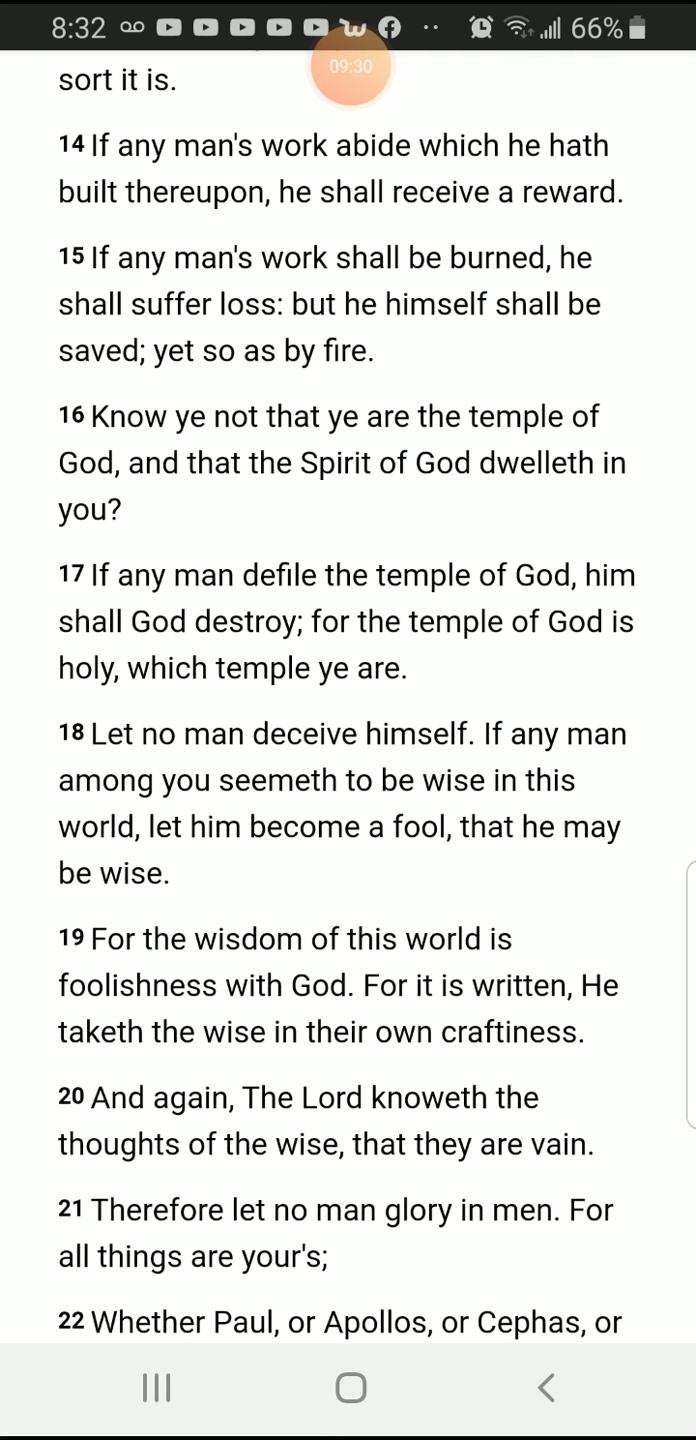 8:32 66%
09:30
sort it is.
14 If any man's work abide which he hath
built thereupon, he shall receive a reward.
15 If any man's work shall be burned, he
shall suffer loss: but he himself shall be
saved; yet so as by fire.
16 Know ye not that ye are the temple of
God, and that the Spirit of God dwelleth in
you?
17 If any man defile the temple of God, him
shall God destroy; for the temple of God is
holy, which temple ye are.
18 Let no man deceive himself. If any man
among you seemeth to be wise in this
world, let him become a fool, that he may
be wise.
19 For the wisdom of this world is
foolishness with God. For it is written, He
taketh the wise in their own craftiness.
20 And again, The Lord knoweth the
thoughts of the wise, that they are vain.
21 Therefore let no man glory in men. For
all things are your's;
22 Whether Paul, or Apollos, or Cephas, or